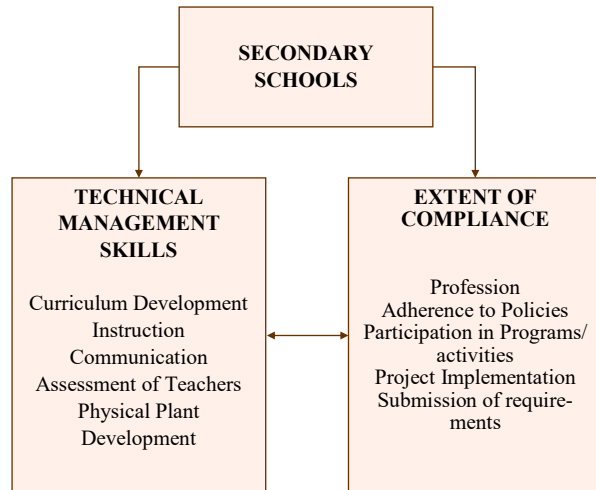 SECONDARY
SCHOOLS
TECHNICAL
MANAGEMENT
SKILLS
Curriculum Development
Instruction
Communication
Assessment of Teachers
Physical Plant
Development
EXTENT OF
COMPLIANCE
Profession
Adherence to Policies
Participation in Programs/
activities
Project Implementation
Submission of require-
ments